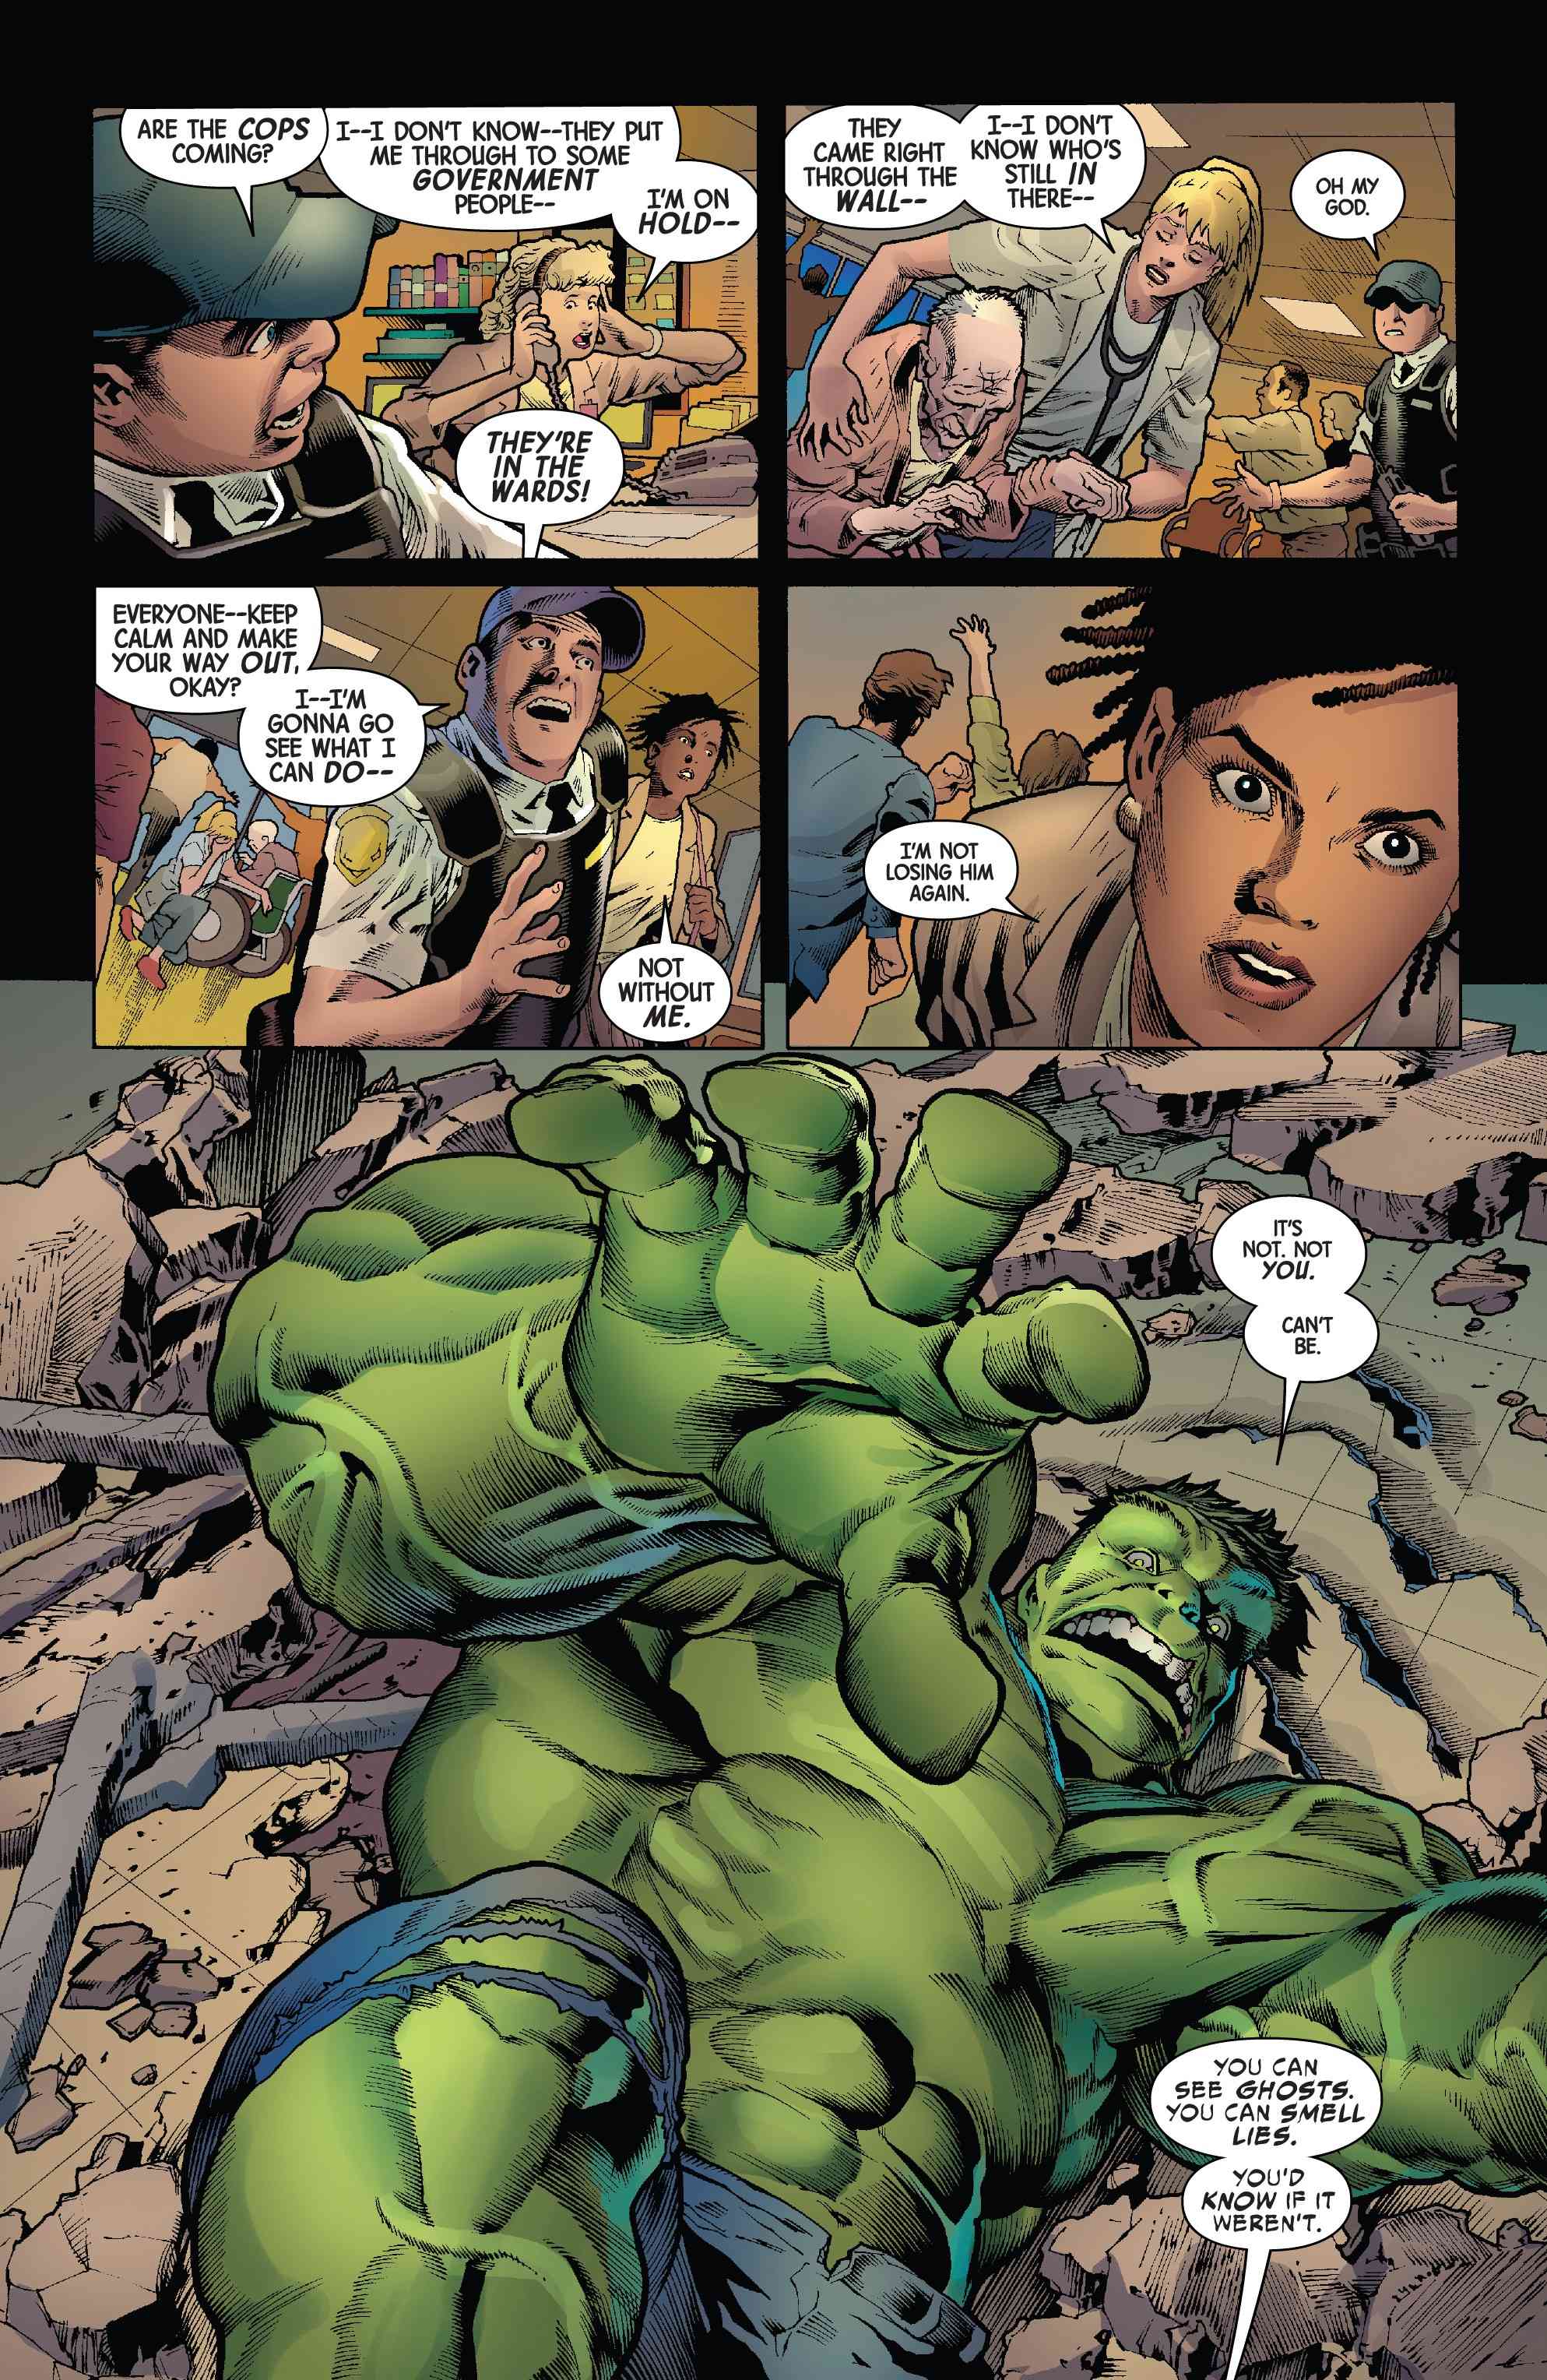 ARE THE COPS
COMING?
I--I DON'T KNOW--THEY PUT
ME THROUGH TO SOME
GOVERNMENT
PEOPLE--
I'M ON
HOLD--
THEY'RE
IN THE
WARDS!
THEY
CAME RIGHT
THROUGH THE
WALL--
I--I DON'T
KNOW WHO'S
STILL IN
THERE--
OH MY
GOD.
EVERYONE--KEEP
CALM AND MAKE
YOUR WAY OUT,
OKAY?
I--I'M
GONNA GO
SEE WHAT I
CAN DO--
NOT
WITHOUT
ME.
I'M NOT
LOSING HIM
AGAIN.
IT'S
NOT. NOT
YOU.
CAN'T
BE.
YOU CAN
SEE GHOSTS.
YOU CAN SMELL
LIES.
YOU'D
KNOW IF IT
WEREN'T.